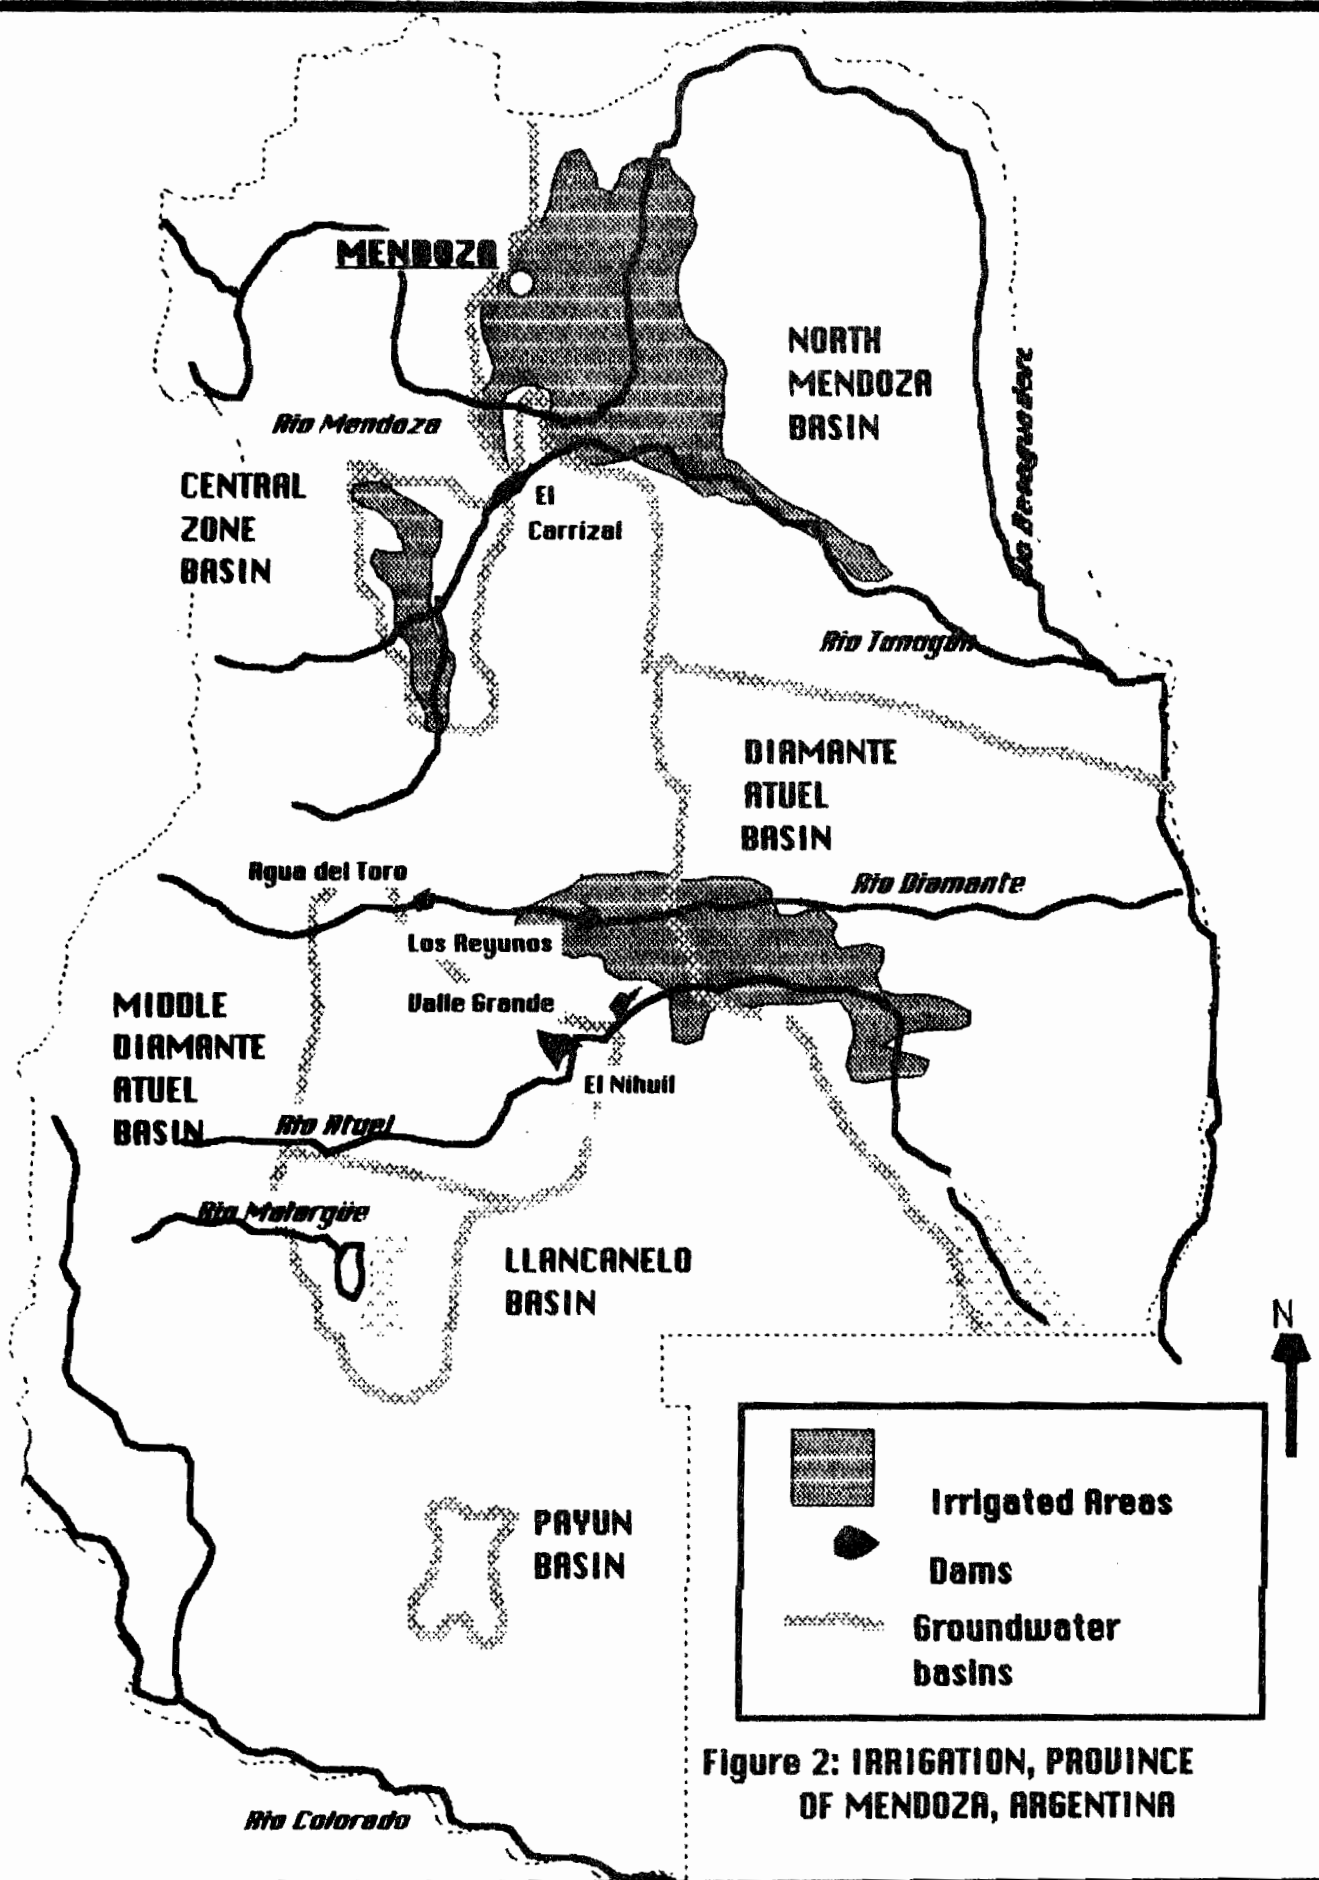 MENDOZA
NORTH
MENDOZA
BASIN
Rio Mendoza
CENTRAL
ZONE
BASIN
El
Carrizal
Rio Desaguadero
Rio Tunuyán
DIAMANTE
ATUEL
BASIN
Agua del Toro
Rio Diamante
Los Reyunos
Valle Grande
MIDDLE
DIAMANTE
ATUEL
BASIN
El Nihuil
Rio Atuel
Rio Malargüe
LLANCANELO
BASIN
N
PAYUN
BASIN
Irrigated Areas
Dams
Groundwater
basins
Figure 2: IRRIGATION, PROVINCE
OF MENDOZA, ARGENTINA
Rio Colorado